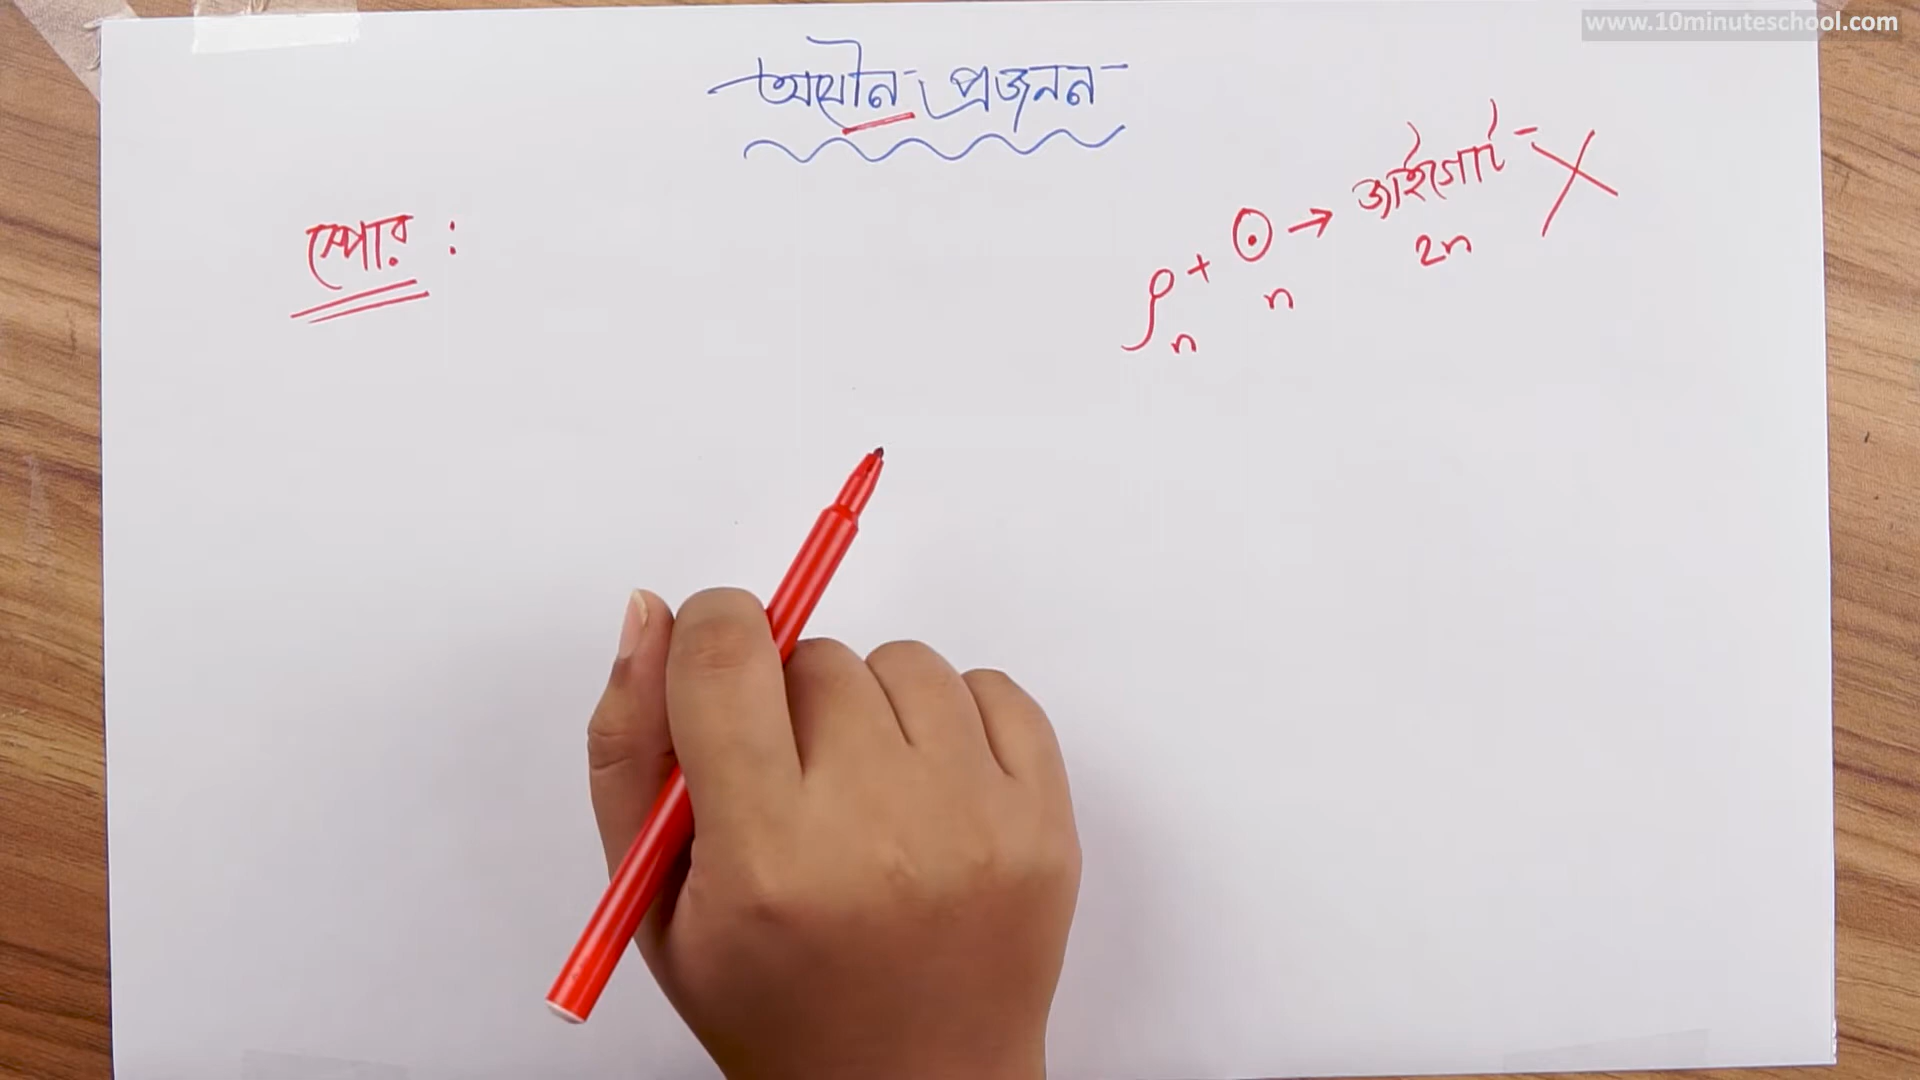 www.10minuteschool.com
অযৌন প্রজনন
স্পোর :
+ → জাইগোট
n n 2n